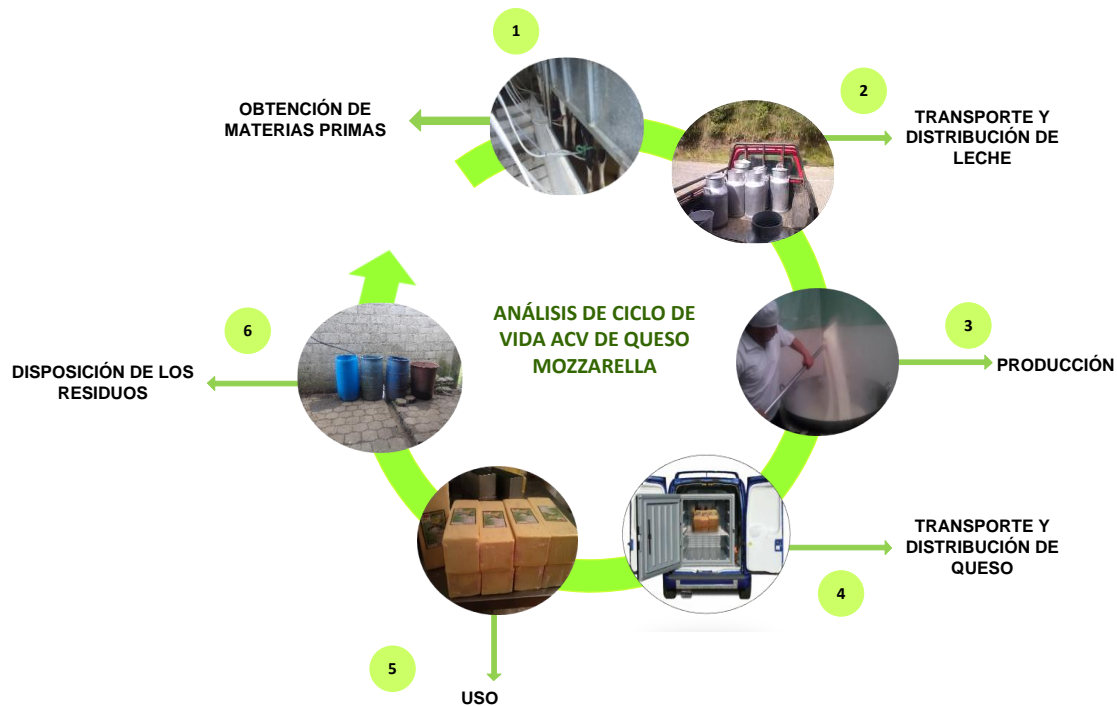 1
OBTENCIÓN DE
MATERIAS PRIMAS
2
TRANSPORTE Y
DISTRIBUCIÓN DE
LECHE
ANÁLISIS DE CICLO DE
VIDA ACV DE QUESO
MOZZARELLA
3
PRODUCCIÓN
4
TRANSPORTE Y
DISTRIBUCIÓN DE
QUESO
5
USO
6
DISPOSICIÓN DE LOS
RESIDUOS